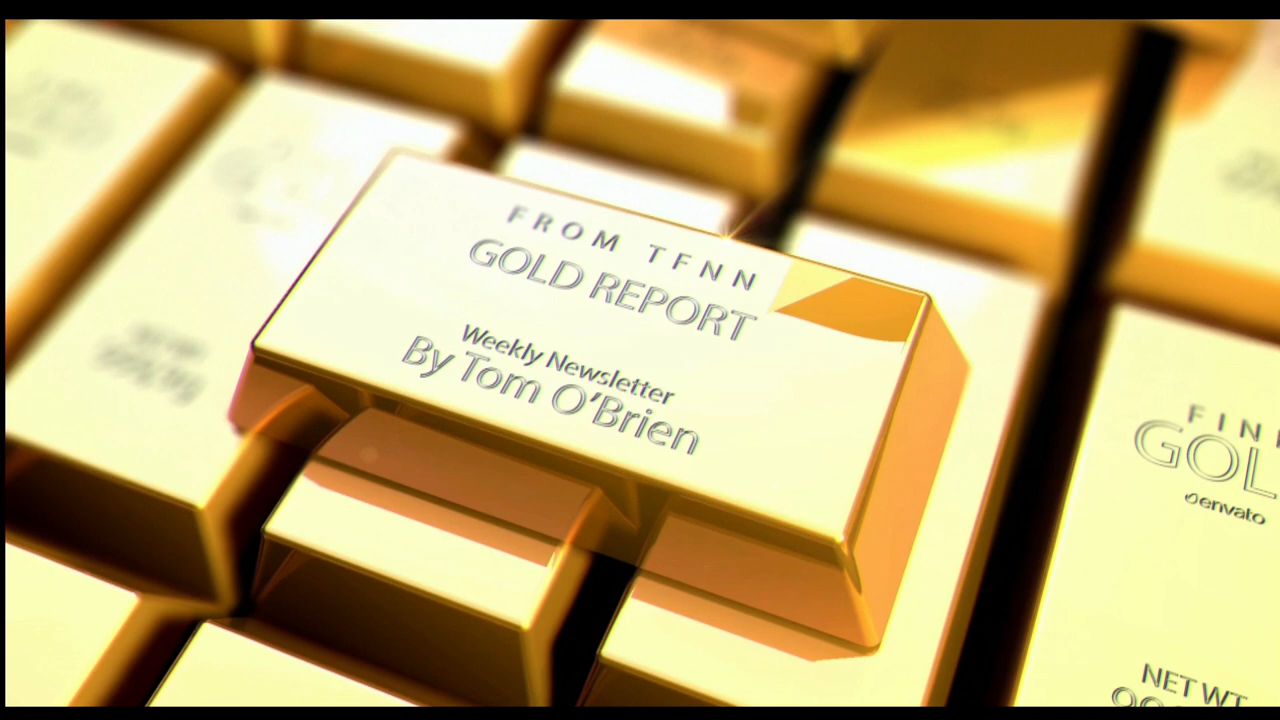 FROM TFNN
GOLD REPORT
Weekly Newsletter
By Tom O'Brien
GOL
envato
NET WT